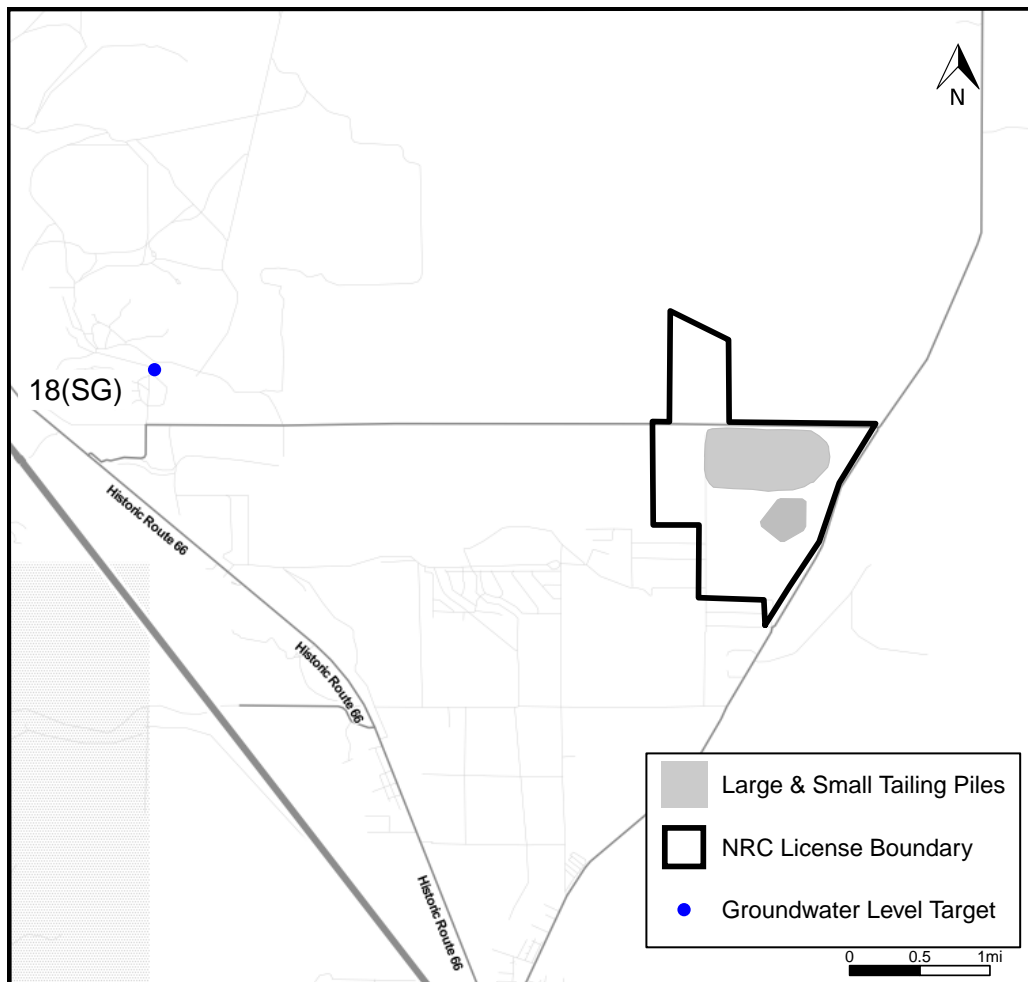 N
18(SG)
Historic Route 66
Historic Route 66
Historic Route 66
Large & Small Tailing Piles
NRC License Boundary
Groundwater Level Target
0 0.5 1mi